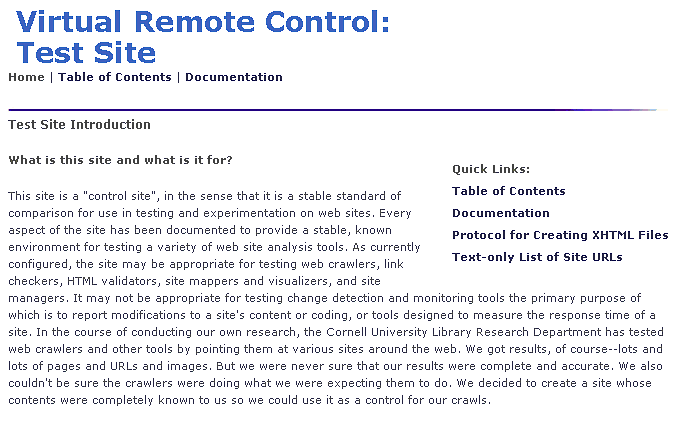 Virtual Remote Control:
Test Site
Home | Table of Contents | Documentation
Test Site Introduction
What is this site and what is it for?
Quick Links:
Table of Contents
Documentation
Protocol for Creating XHTML Files
Text-only List of Site URLs
This site is a "control site", in the sense that it is a stable standard of
comparison for use in testing and experimentation on web sites. Every
aspect of the site has been documented to provide a stable, known
environment for testing a variety of web site analysis tools. As currently
configured, the site may be appropriate for testing web crawlers, link
checkers, HTML validators, site mappers and visualizers, and site
managers. It may not be appropriate for testing change detection and monitoring tools the primary purpose of
which is to report modifications to a site's content or coding, or tools designed to measure the response time of a
site. In the course of conducting our own research, the Cornell University Library Research Department has tested
web crawlers and other tools by pointing them at various sites around the web. We got results, of course--lots and
lots of pages and URLs and images. But we were never sure that our results were complete and accurate. We also
couldn't be sure the crawlers were doing what we were expecting them to do. We decided to create a site whose
contents were completely known to us so we could use it as a control for our crawls.